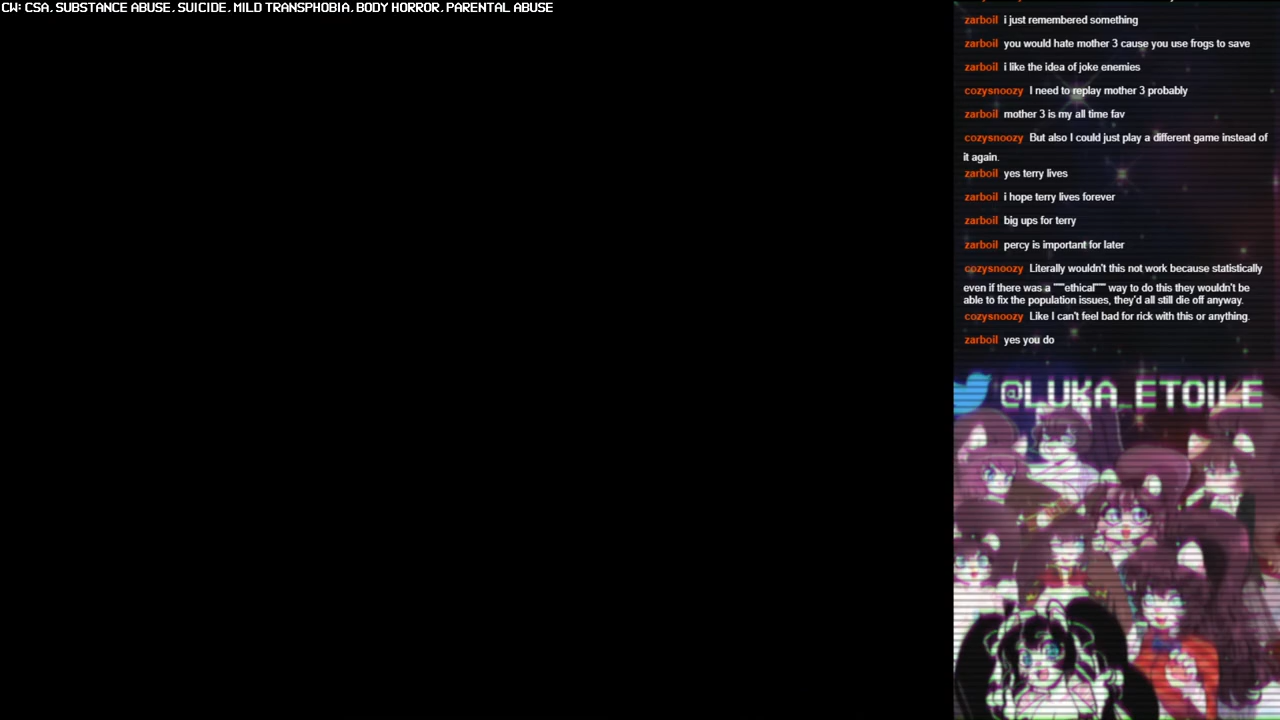 CW: CSA, SUBSTANCE ABUSE, SUICIDE, MILD TRANSPHOBIA, BODY HORROR, PARENTAL ABUSE
zarboil i just remembered something
zarboil you would hate mother 3 cause you use frogs to save
zarboil i like the idea of joke enemies
cozysnoozy I need to replay mother 3 probably
zarboil mother 3 is my all time fav
cozysnoozy But also I could just play a different game instead of
it again.
zarboil yes terry lives
zarboil i hope terry lives forever
zarboil big ups for terry
zarboil percy is important for later
cozysnoozy Literally wouldn't this not work because statistically
even if there was a """ethical""" way to do this they wouldn't be
able to fix the population issues, they'd all still die off anyway.
cozysnoozy Like I can't feel bad for rick with this or anything.
zarboil yes you do
@LUKA_ETOILE